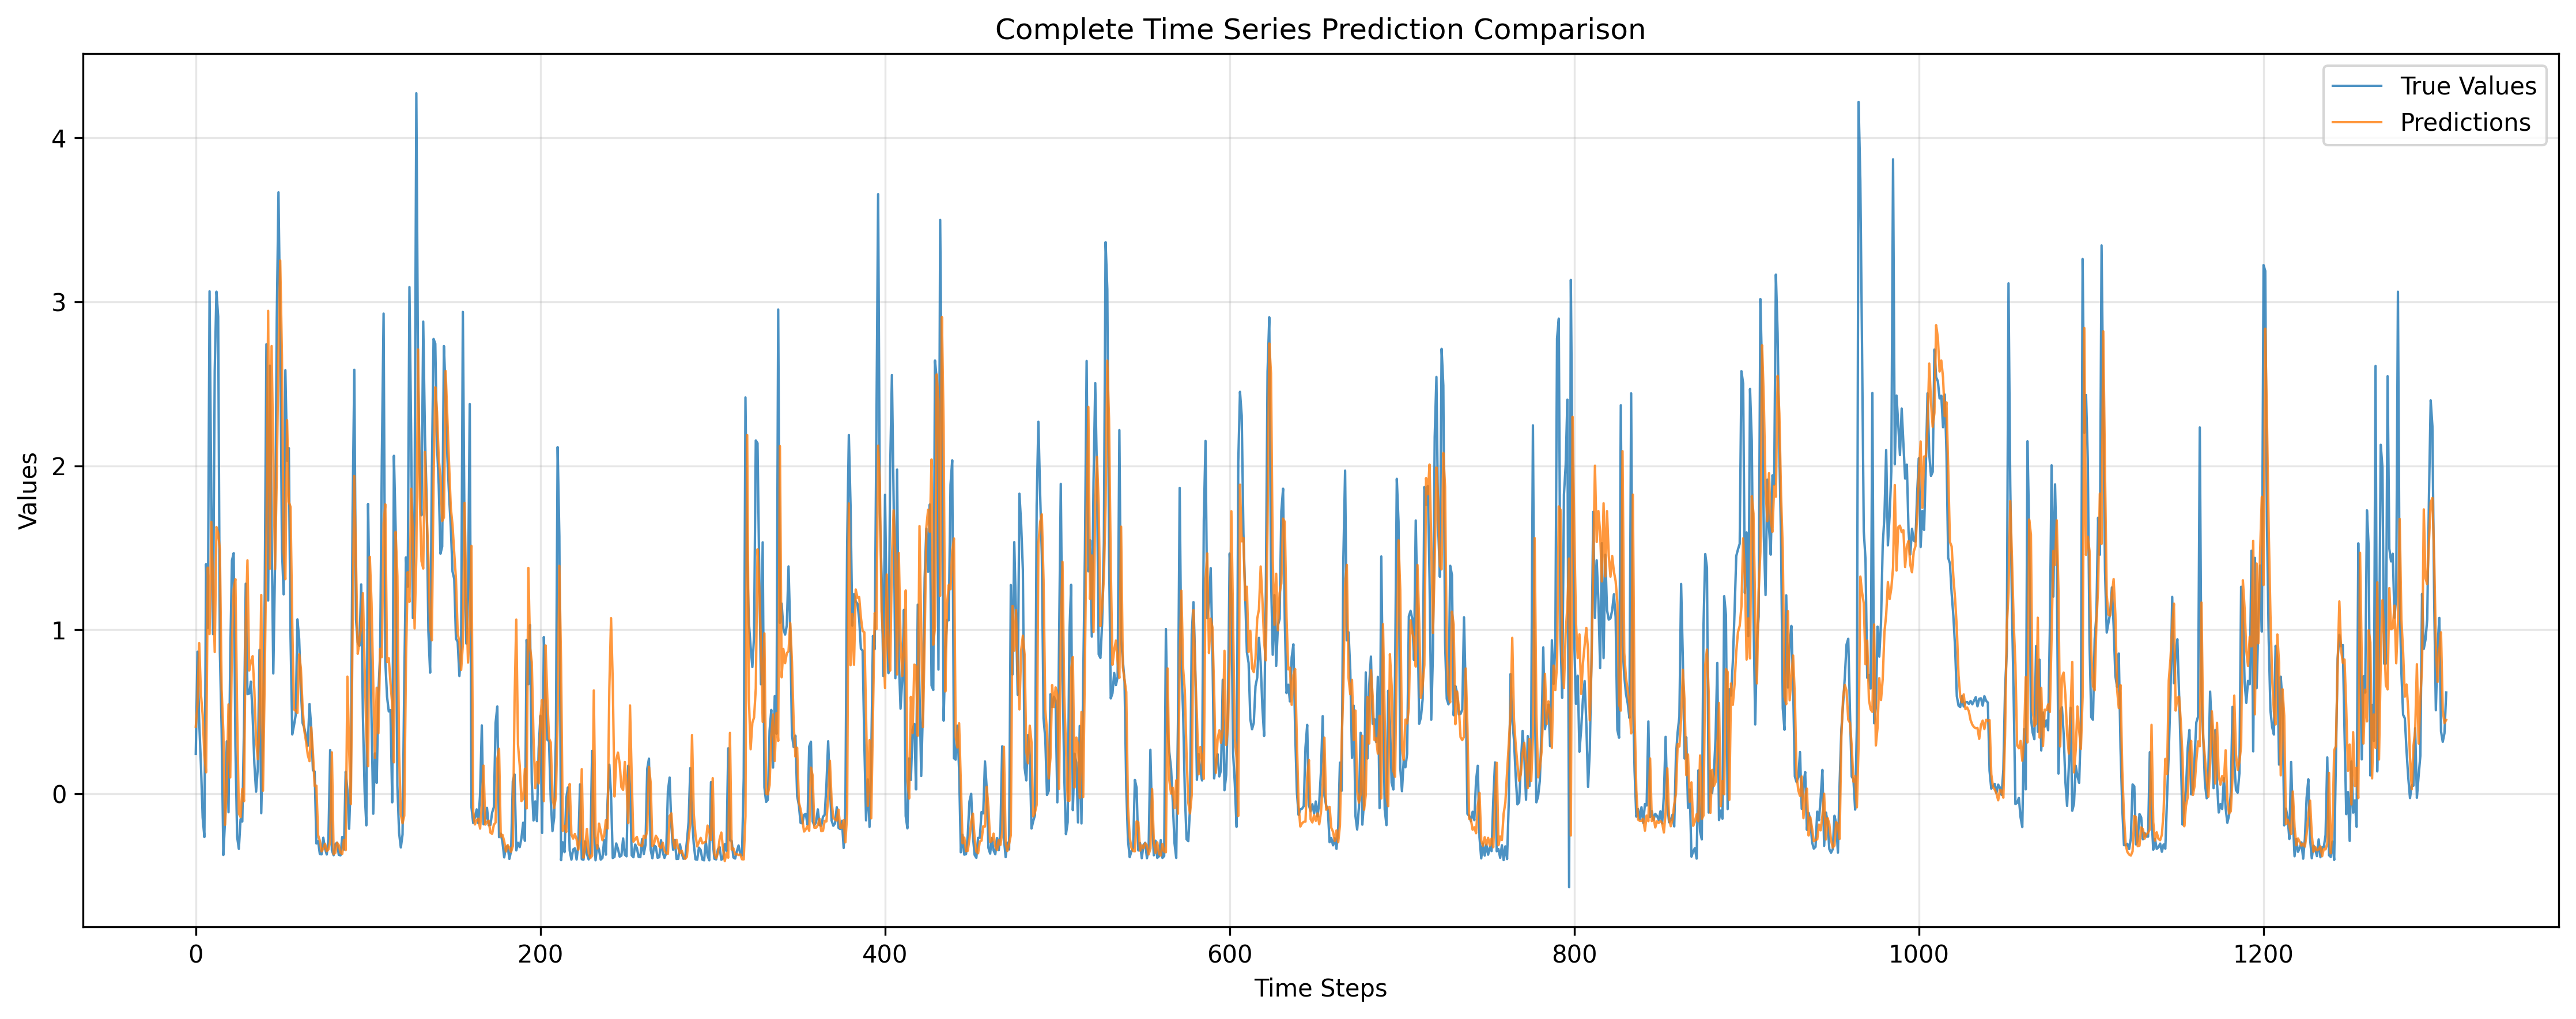 Complete Time Series Prediction Comparison
True Values
Predictions
Values
4
3
2
1
0
0 200 400 600 800 1000 1200
Time Steps